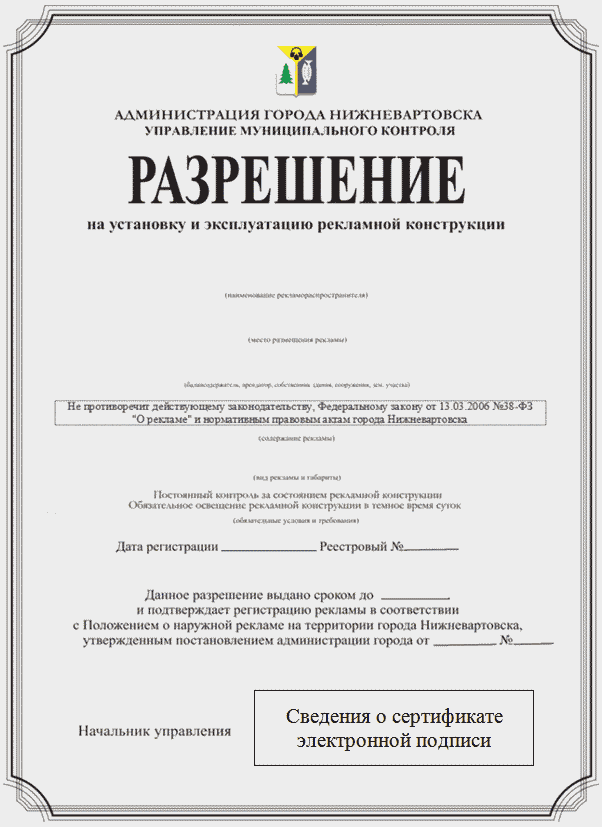 АДМИНИСТРАЦИЯ ГОРОДА НИЖНЕВАРТОВСКА
УПРАВЛЕНИЕ МУНИЦИПАЛЬНОГО КОНТРОЛЯ
РАЗРЕШЕНИЕ
на установку и эксплуатацию рекламной конструкции
(наименование рекламораспространителя)
(место размещения рекламы)
(балансодержатель, арендатор, собственник здания, сооружения, зем. участка)
Не противоречит действующему законодательству, Федеральному закону от 13.03.2006 №38-ФЗ
"О рекламе" и нормативным правовым актам города Нижневартовска
(содержание рекламы)
(вид рекламы и габариты)
Постоянный контроль за состоянием рекламной конструкции
Обязательное освещение рекламной конструкции в темное время суток
(обязательные условия и требования)
Дата регистрации ______________ Реестровый №________
Данное разрешение выдано сроком до __________
и подтверждает регистрацию рекламы в соответствии
с Положением о наружной рекламе на территории города Нижневартовска,
утвержденным постановлением администрации города от _________ №______
Начальник управления
Сведения о сертификате
электронной подписи